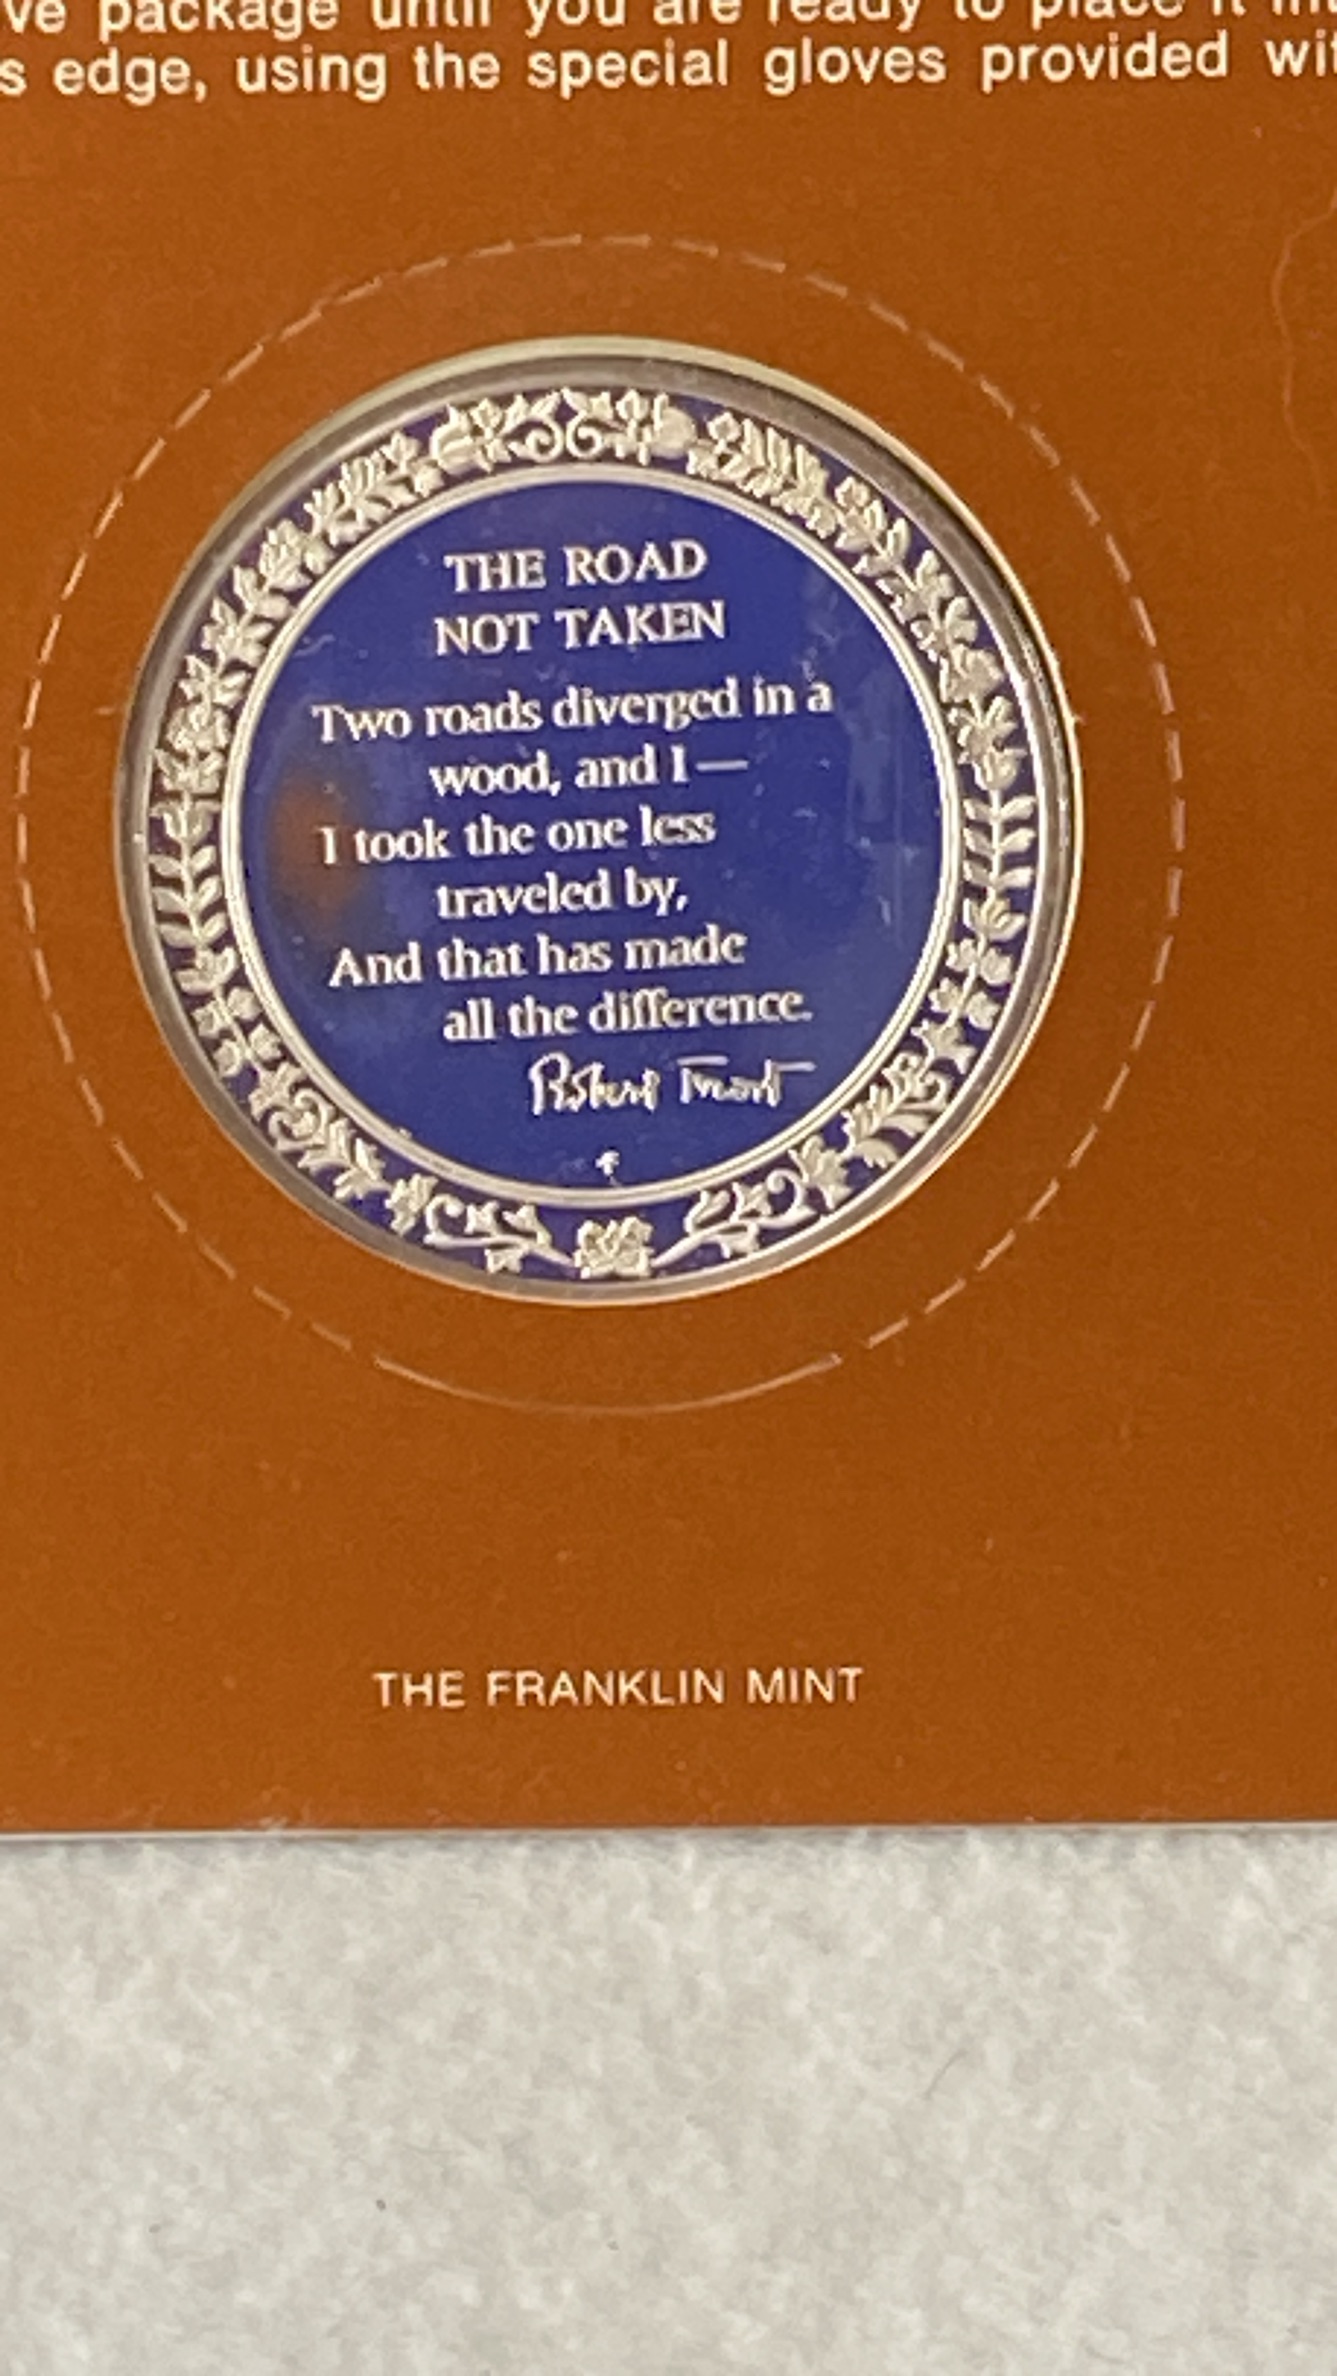 ve package until you are ready to place it in
s edge, using the special gloves provided wi
THE ROAD
NOT TAKEN
Two roads diverged in a
wood, and I —
I took the one less
traveled by,
And that has made
all the difference.
Robert Frost
THE FRANKLIN MINT